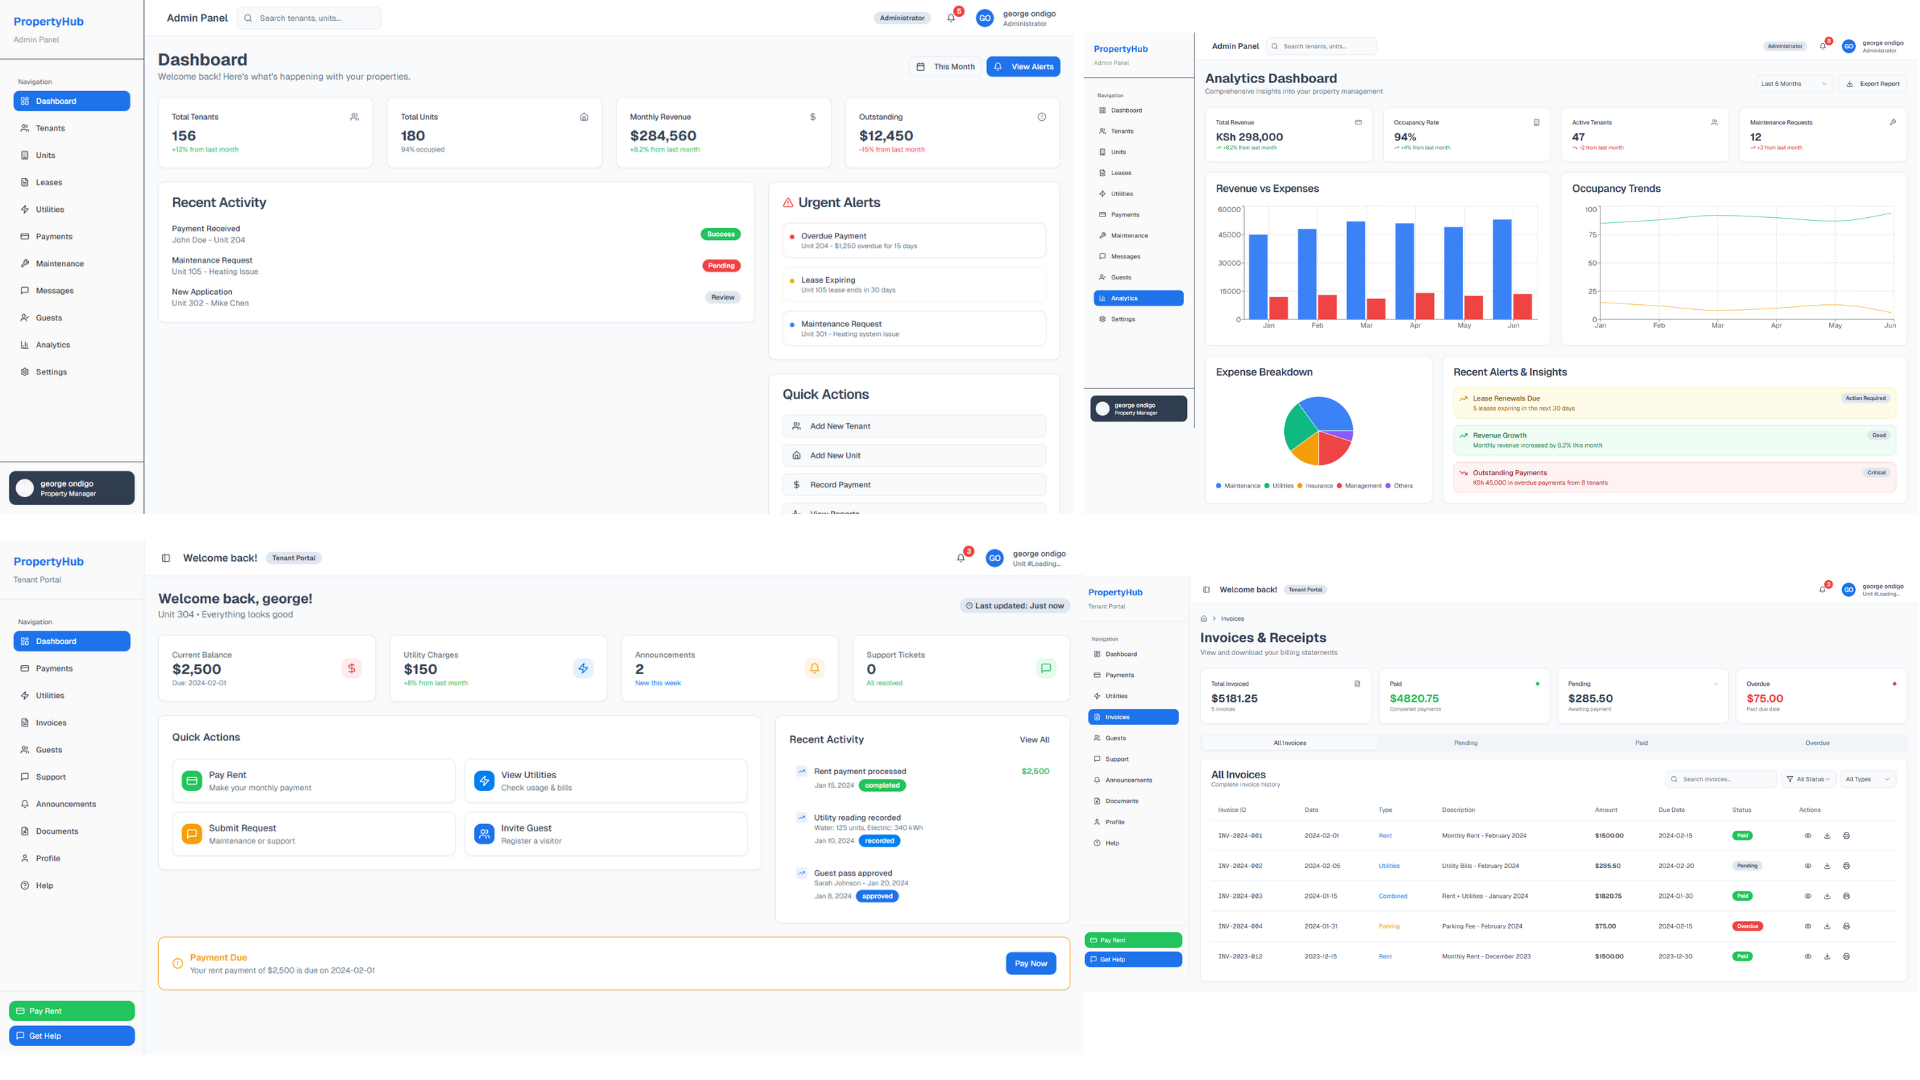 PropertyHub
Admin Panel
Navigation
Dashboard
Tenants
Units
Leases
Utilities
Payments
Maintenance
Messages
Guests
Analytics
Settings
george ondigo
Property Manager
Admin Panel
Search tenants, units...
Administrator
5
GO
george ondigo
Administrator
Dashboard
Welcome back! Here's what's happening with your properties.
This Month
View Alerts
Total Tenants
156
+12% from last month
Total Units
180
94% occupied
Monthly Revenue
$284,560
+8.2% from last month
Outstanding
$12,450
-15% from last month
Recent Activity
Payment Received
John Doe - Unit 204
Success
Maintenance Request
Unit 105 - Heating Issue
Pending
New Application
Unit 302 - Mike Chen
Review
Urgent Alerts
Overdue Payment
Unit 204 - $1,250 overdue for 15 days
Lease Expiring
Unit 105 lease ends in 30 days
Maintenance Request
Unit 301 - Heating system issue
Quick Actions
Add New Tenant
Add New Unit
Record Payment
View Reports
PropertyHub
Admin Panel
Navigation
Dashboard
Tenants
Units
Leases
Utilities
Payments
Maintenance
Messages
Guests
Analytics
Settings
george ondigo
Property Manager
Admin Panel
Search tenants, units...
Administrator
5
GO
george ondigo
Administrator
Analytics Dashboard
Comprehensive insights into your property management
Last 6 Months
Export Report
Total Revenue
KSh 298,000
+8.2% from last month
Occupancy Rate
94%
+4% from last month
Active Tenants
47
-2 from last month
Maintenance Requests
12
+3 from last month
Revenue vs Expenses
60000
45000
30000
15000
0
Jan Feb Mar Apr May Jun
Occupancy Trends
100
75
50
25
0
Jan Feb Mar Apr May Jun
Expense Breakdown
Maintenance Utilities Insurance Management Others
Recent Alerts & Insights
Lease Renewals Due
5 leases expiring in the next 30 days
Action Required
Revenue Growth
Monthly revenue increased by 8.2% this month
Good
Outstanding Payments
KSh 45,000 in overdue payments from 8 tenants
Critical
PropertyHub
Tenant Portal
Navigation
Dashboard
Payments
Utilities
Invoices
Guests
Support
Announcements
Documents
Profile
Help
Pay Rent
Get Help
Welcome back!
Tenant Portal
3
GO
george ondigo
Unit #Loading...
Welcome back, george!
Unit 304 • Everything looks good
Last updated: Just now
Current Balance
$2,500
Due: 2024-02-01
Utility Charges
$150
+8% from last month
Announcements
2
New this week
Support Tickets
0
All resolved
Quick Actions
Pay Rent
Make your monthly payment
View Utilities
Check usage & bills
Submit Request
Maintenance or support
Invite Guest
Register a visitor
Recent Activity
View All
Rent payment processed
$2,500
Jan 15, 2024 completed
Utility reading recorded
Water: 125 units, Electric: 340 kWh
Jan 10, 2024 recorded
Guest pass approved
Sarah Johnson - Jan 20, 2024
Jan 8, 2024 approved
Payment Due
Your rent payment of $2,500 is due on 2024-02-01
Pay Now
PropertyHub
Tenant Portal
Navigation
Dashboard
Payments
Utilities
Invoices
Guests
Support
Announcements
Documents
Profile
Help
Pay Rent
Get Help
Welcome back!
Tenant Portal
3
GO
george ondigo
Unit #Loading...
Invoices
Invoices & Receipts
View and download your billing statements
Total Invoiced
$5181.25
5 invoices
Paid
$4820.75
Completed payments
Pending
$285.50
Awaiting payment
Overdue
$75.00
Past due date
All Invoices Pending Paid Overdue
All Invoices
Complete invoice history
Search invoices...
All Status
All Types
Invoice ID Date Type Description Amount Due Date Status Actions
INV-2024-001 2024-02-01 Rent Monthly Rent - February 2024 $1500.00 2024-02-15 Paid
INV-2024-002 2024-02-05 Utilities Utility Bills - February 2024 $285.50 2024-02-20 Pending
INV-2024-003 2024-01-15 Combined Rent + Utilities - January 2024 $1820.75 2024-01-30 Paid
INV-2024-004 2024-01-31 Parking Parking Fee - February 2024 $75.00 2024-02-15 Overdue
INV-2023-012 2023-12-15 Rent Monthly Rent - December 2023 $1500.00 2023-12-30 Paid